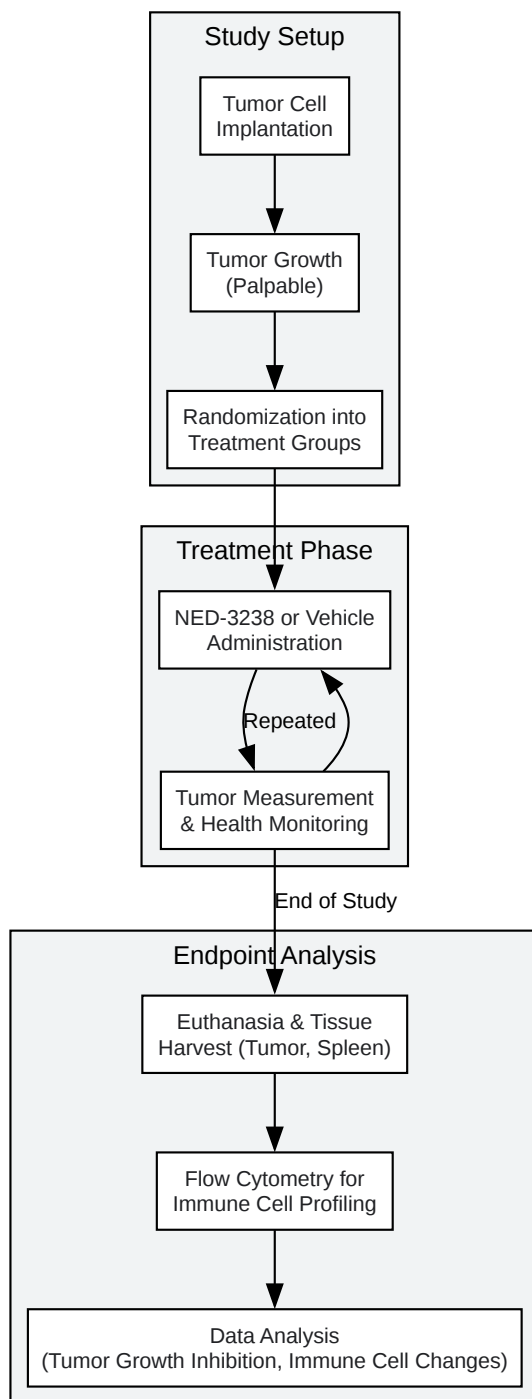 Study Setup
Tumor Cell
Implantation
Tumor Growth
(Palpable)
Randomization into
Treatment Groups
Treatment Phase
NED-3238 or Vehicle
Administration
Repeated
Tumor Measurement
& Health Monitoring
End of Study
Endpoint Analysis
Euthanasia & Tissue
Harvest (Tumor, Spleen)
Flow Cytometry for
Immune Cell Profiling
Data Analysis
(Tumor Growth Inhibition, Immune Cell Changes)